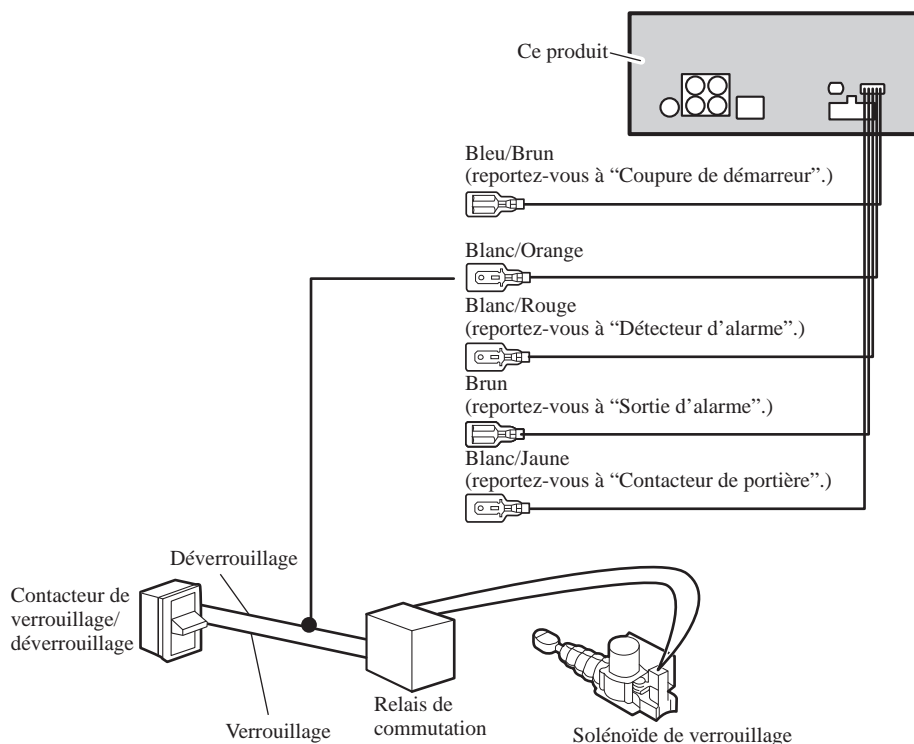 Ce produit
Bleu/Brun
(reportez-vous à “Coupure de démarreur”.)
Blanc/Orange
Blanc/Rouge
(reportez-vous à “Détecteur d’alarme”.)
Brun
(reportez-vous à “Sortie d’alarme”.)
Blanc/Jaune
(reportez-vous à “Contacteur de portière”.)
Déverrouillage
Contacteur de
verrouillage/
déverrouillage
Verrouillage
Relais de
commutation
Solénoïde de verrouillage